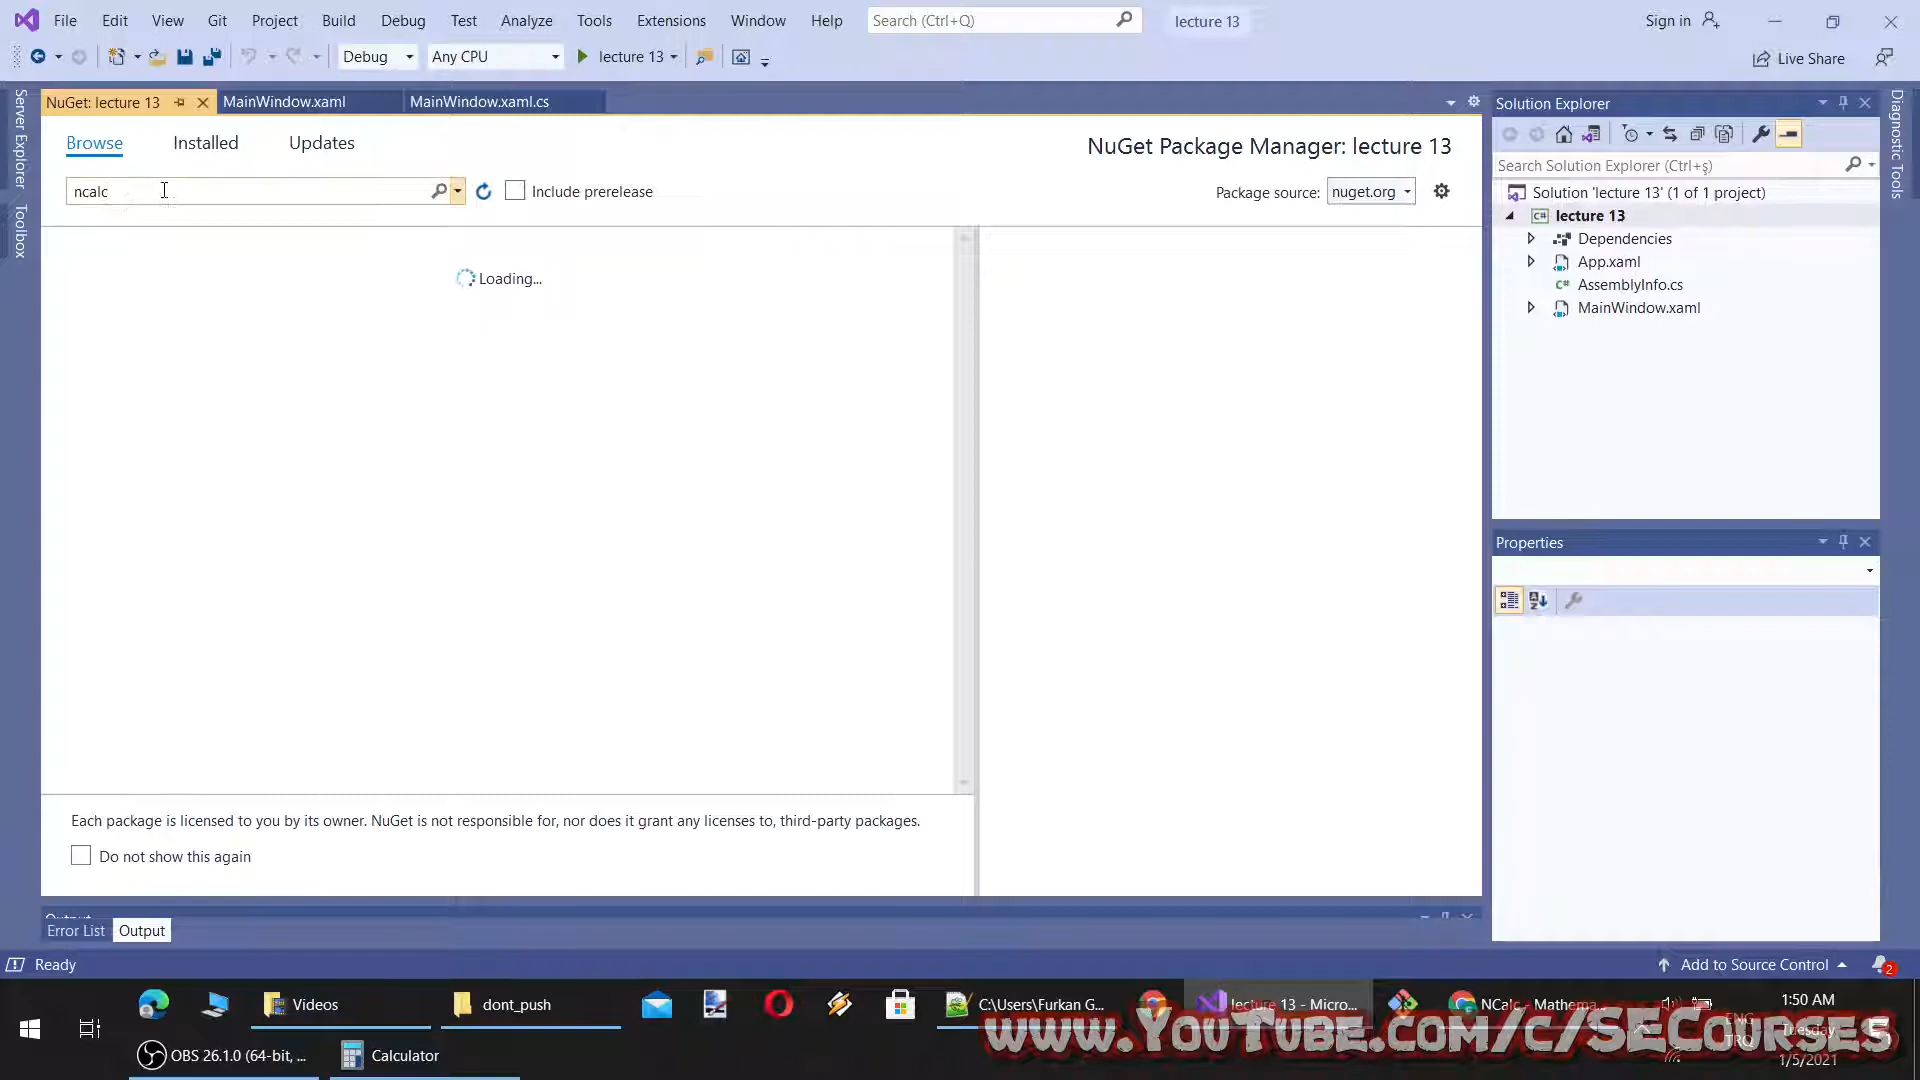 File Edit View Git Project Build Debug Test Analyze Tools Extensions Window Help Search (Ctrl+Q) lecture 13 Sign in
Debug Any CPU lecture 13 Live Share
Server Explorer
Toolbox
NuGet: lecture 13 MainWindow.xaml MainWindow.xaml.cs
Browse Installed Updates
NuGet Package Manager: lecture 13
ncalc Include prerelease Package source: nuget.org
Loading...
Each package is licensed to you by its owner. NuGet is not responsible for, nor does it grant any licenses to, third-party packages.
Do not show this again
Solution Explorer
Search Solution Explorer (Ctrl+ş)
Solution 'lecture 13' (1 of 1 project)
C# lecture 13
Dependencies
App.xaml
C# AssemblyInfo.cs
MainWindow.xaml
Diagnostic Tools
Properties
Output
Error List Output
Ready Add to Source Control 2
Videos dont_push C:\Users\Furkan G... lecture 13 - Micro... NCalc - Mathema... 1:50 AM
ENG Tuesday
TRQ 1/5/2021
OBS 26.1.0 (64-bit, ... Calculator
www.YouTube.com/c/SECourses